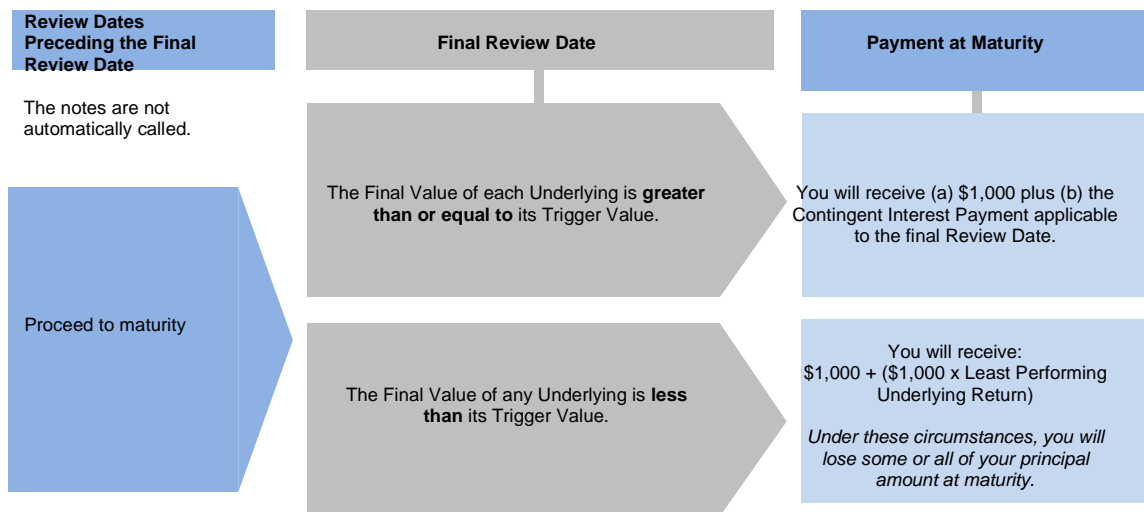 Review Dates
Preceding the Final
Review Date
Final Review Date
Payment at Maturity
The notes are not
automatically called.
Proceed to maturity
The Final Value of each Underlying is greater
than or equal to its Trigger Value.
You will receive (a) $1,000 plus (b) the
Contingent Interest Payment applicable
to the final Review Date.
The Final Value of any Underlying is less
than its Trigger Value.
You will receive:
$1,000 + ($1,000 x Least Performing
Underlying Return)
Under these circumstances, you will
lose some or all of your principal
amount at maturity.